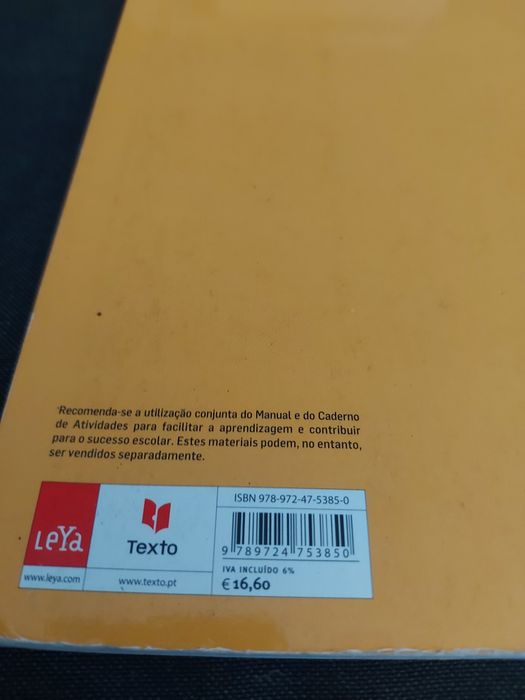 Recomenda-se a utilização conjunta do Manual e do Caderno
de Atividades para facilitar a aprendizagem e contribuir
para o sucesso escolar. Estes materiais podem, no entanto,
ser vendidos separadamente.
LeYa
www.leya.com
Texto
www.texto.pt
ISBN 978-972-47-5385-0
9 789724 753850
IVA INCLUÍDO 6%
€ 16,60